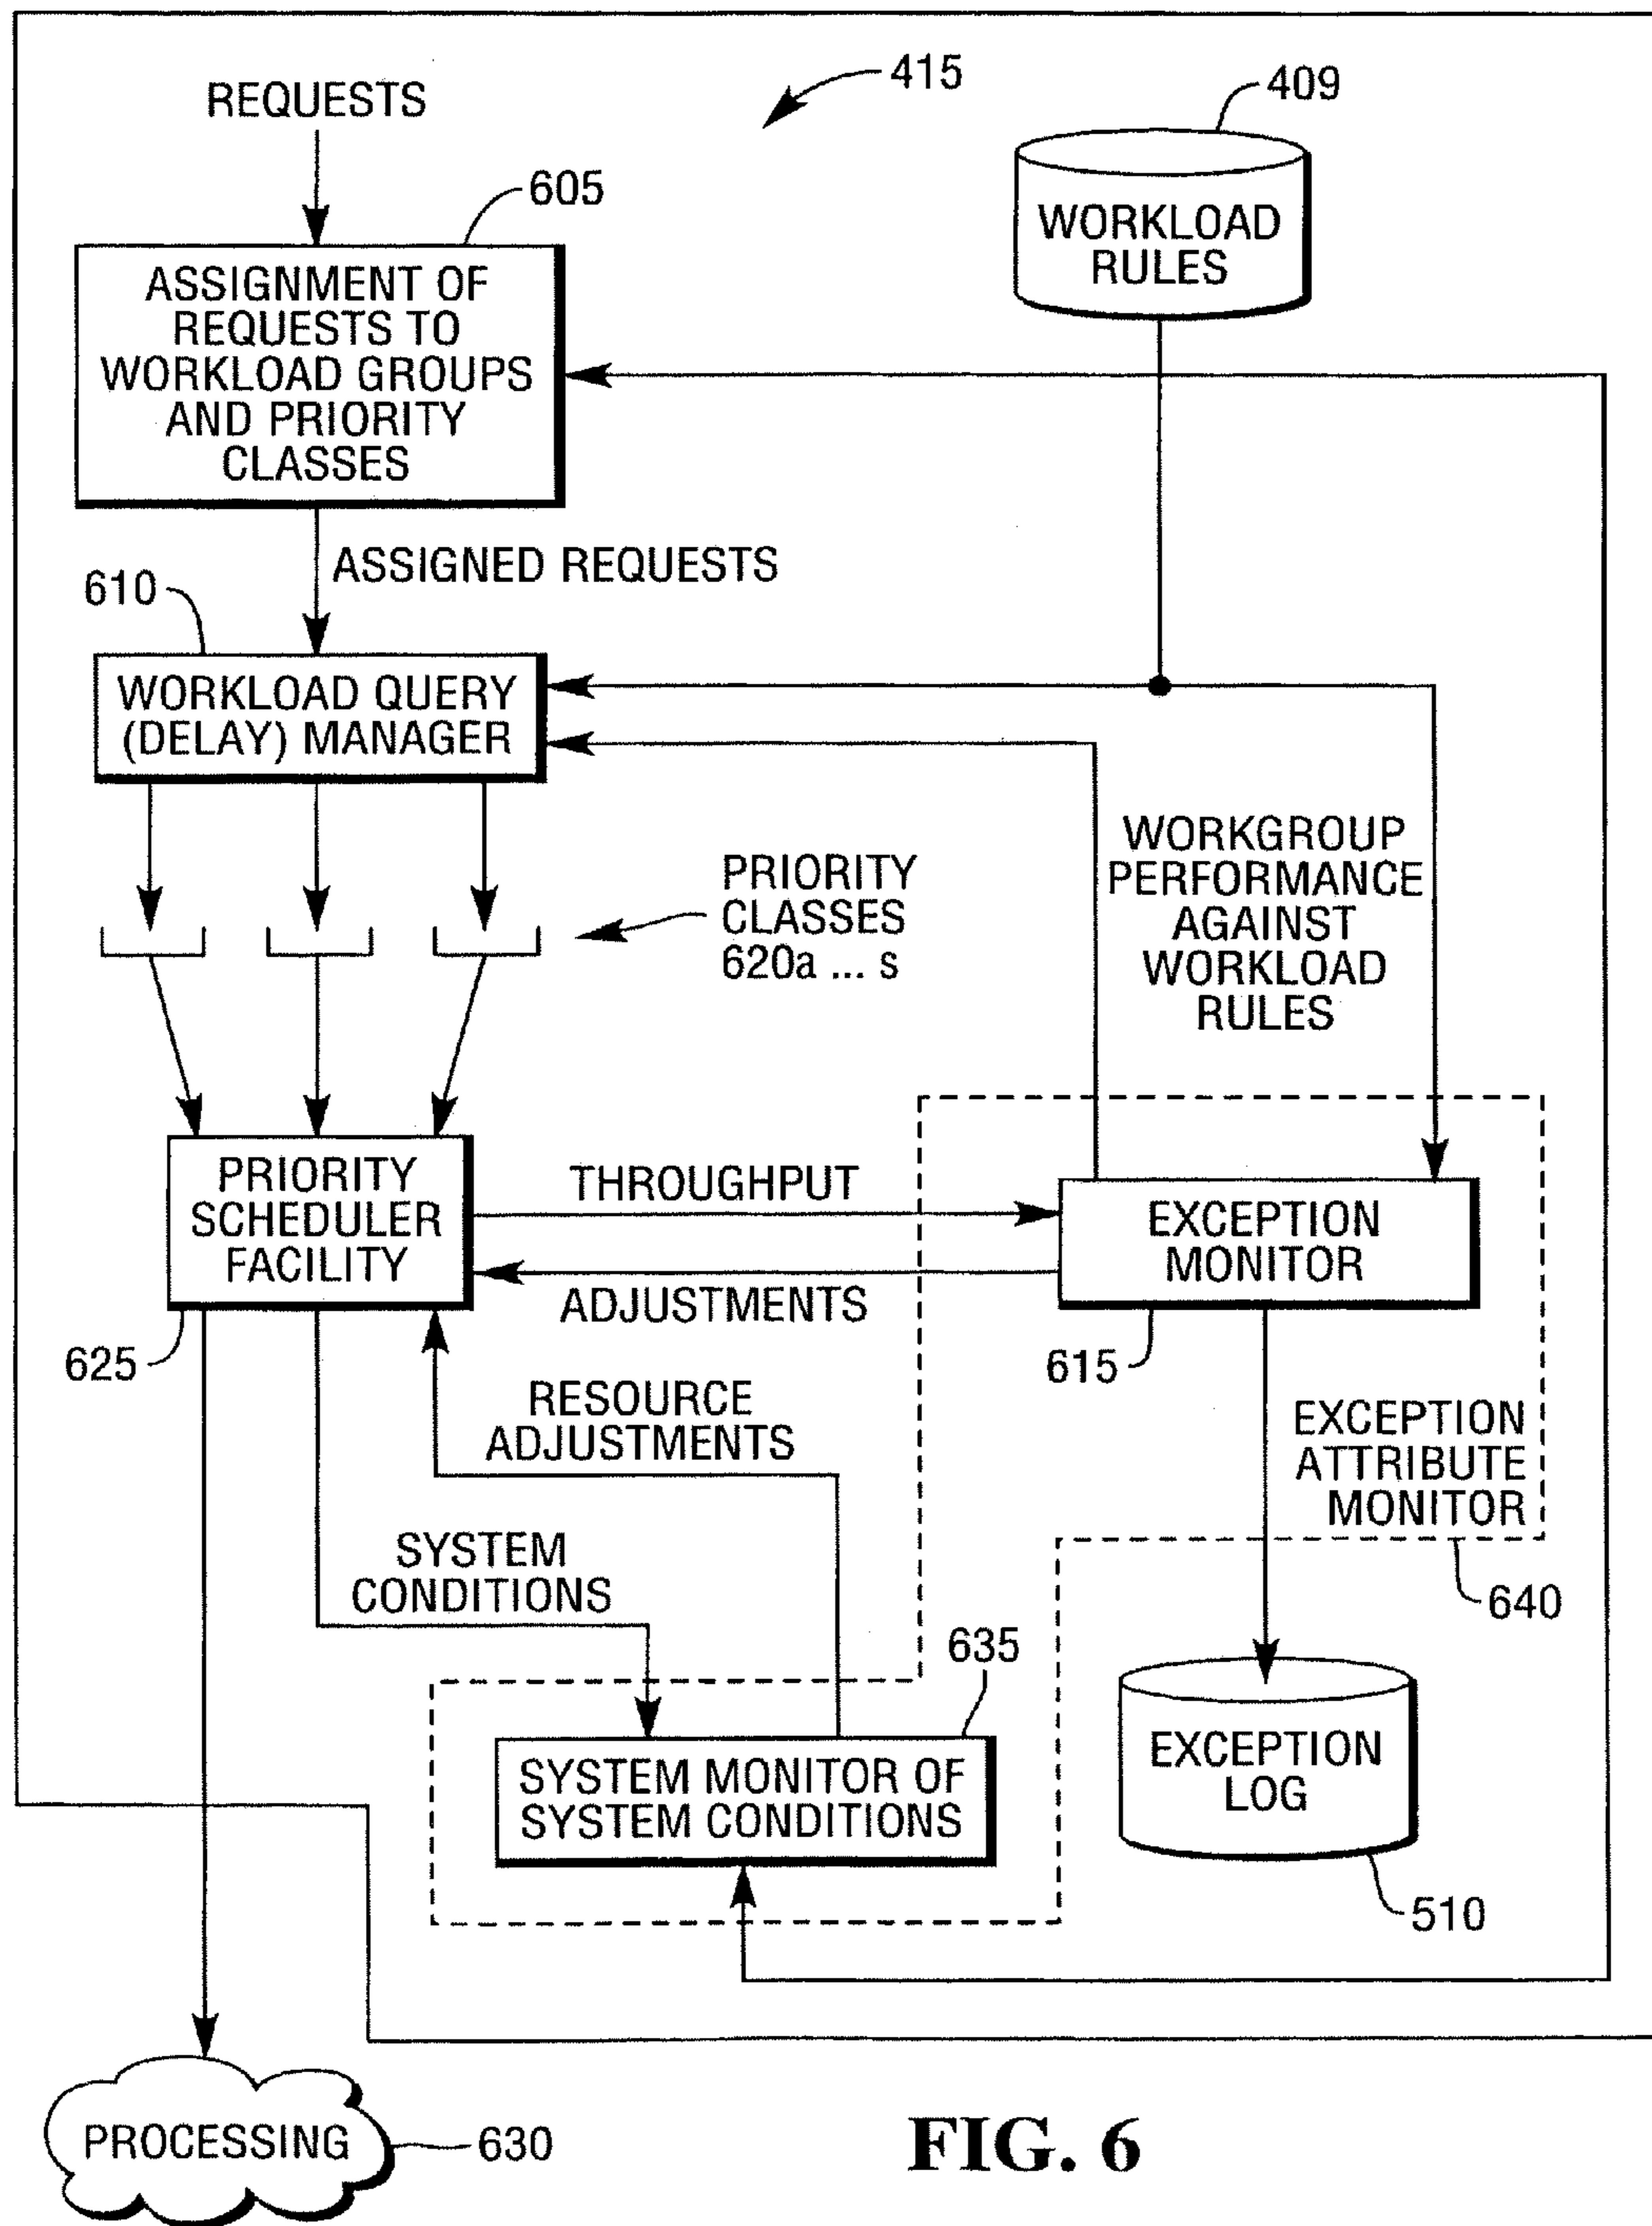 415
409
REQUESTS
605
WORKLOAD
RULES
ASSIGNMENT OF
REQUESTS TO
WORKLOAD GROUPS
AND PRIORITY
CLASSES
ASSIGNED REQUESTS
610
WORKLOAD QUERY
(DELAY) MANAGER
PRIORITY
CLASSES
620a ... s
WORKGROUP
PERFORMANCE
AGAINST
WORKLOAD
RULES
PRIORITY
SCHEDULER
FACILITY
THROUGHPUT
EXCEPTION
MONITOR
ADJUSTMENTS
625
615
RESOURCE
ADJUSTMENTS
EXCEPTION
ATTRIBUTE
MONITOR
SYSTEM
CONDITIONS
640
635
SYSTEM MONITOR OF
SYSTEM CONDITIONS
EXCEPTION
LOG
510
PROCESSING
630
FIG. 6